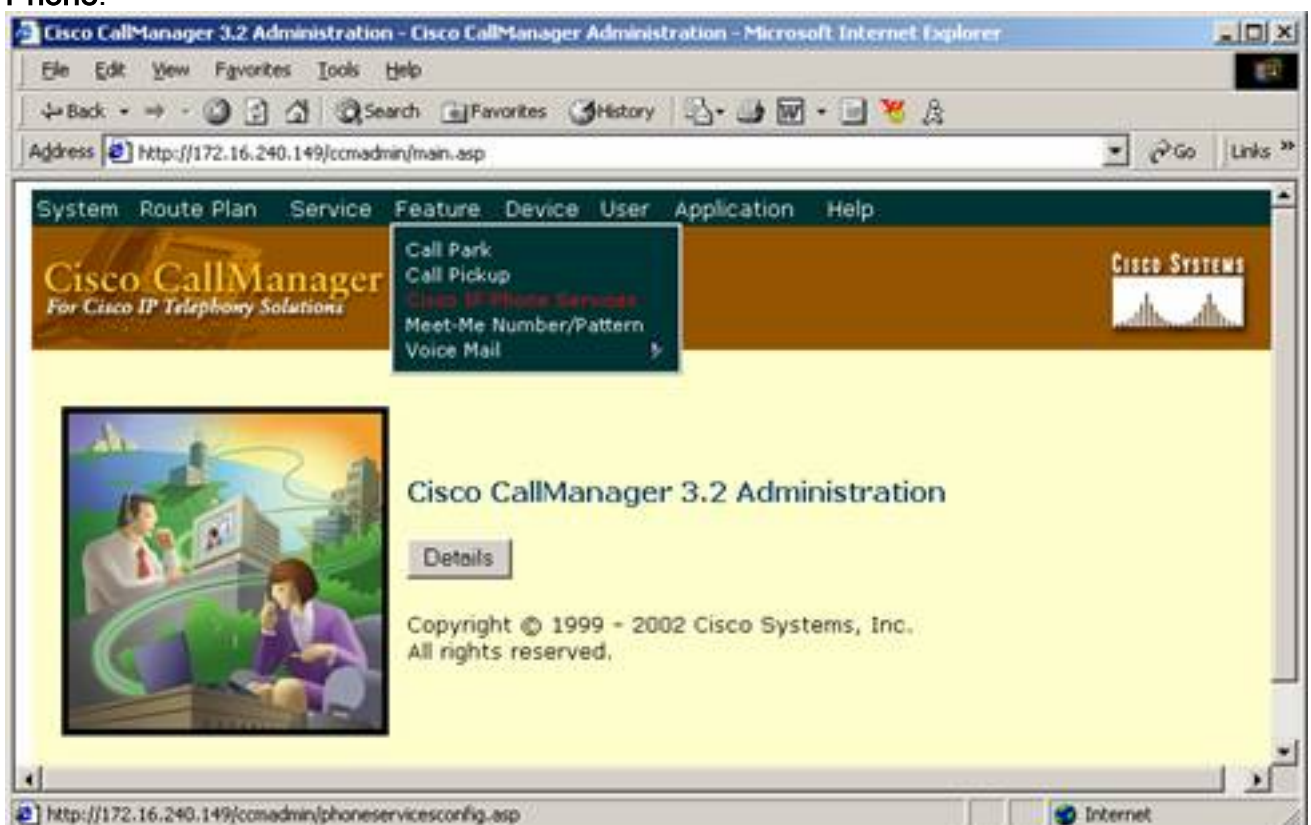 Phone.
Cisco CallManager 3.2 Administration - Cisco CallManager Administration - Microsoft Internet Explorer
File Edit View Favorites Tools Help
Back Search Favorites History
Address http://172.16.240.149/ccmadmin/main.asp Go Links »
System Route Plan Service Feature Device User Application Help
Call Park
Call Pickup
Cisco IP Phone Services
Meet-Me Number/Pattern
Voice Mail
Cisco CallManager
For Cisco IP Telephony Solutions
CISCO SYSTEMS
Cisco CallManager 3.2 Administration
Details
Copyright © 1999 - 2002 Cisco Systems, Inc.
All rights reserved.
http://172.16.240.149/ccmadmin/phoneservicesconfig.asp Internet